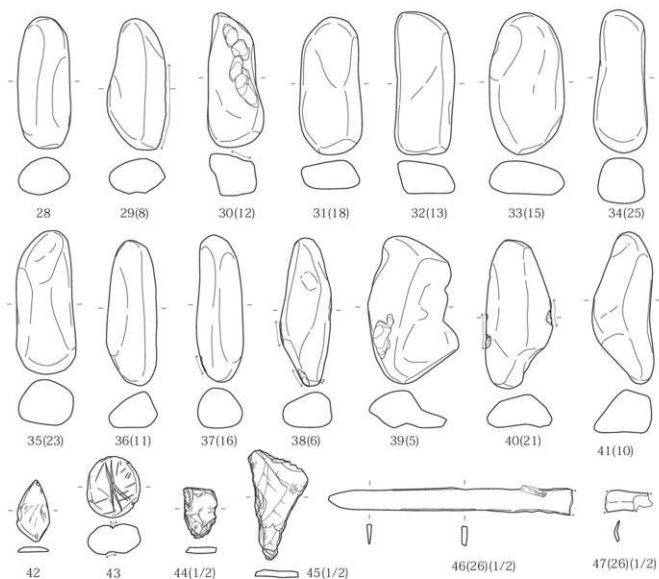 28 29(8) 30(12) 31(18) 32(13) 33(15) 34(25)
35(23) 36(11) 37(16) 38(6) 39(5) 40(21) 41(10)
42 43 44(1/2) 45(1/2) 46(26)(1/2) 47(26)(1/2)